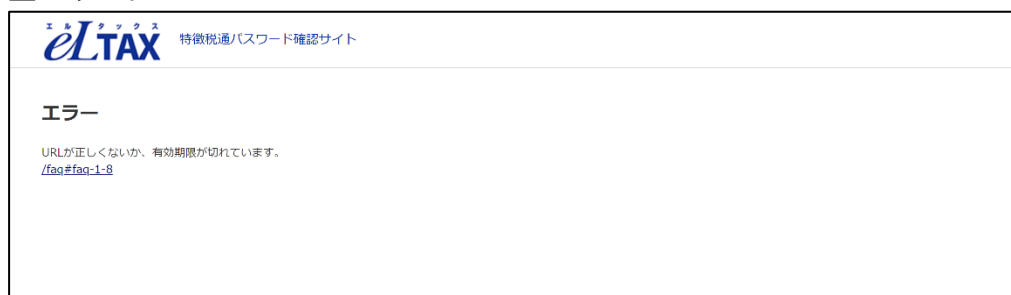 エルタックス
eLTAX 特徴税通パスワード確認サイト
エラー
URLが正しくないか、有効期限が切れています。
/faq#faq-1-8